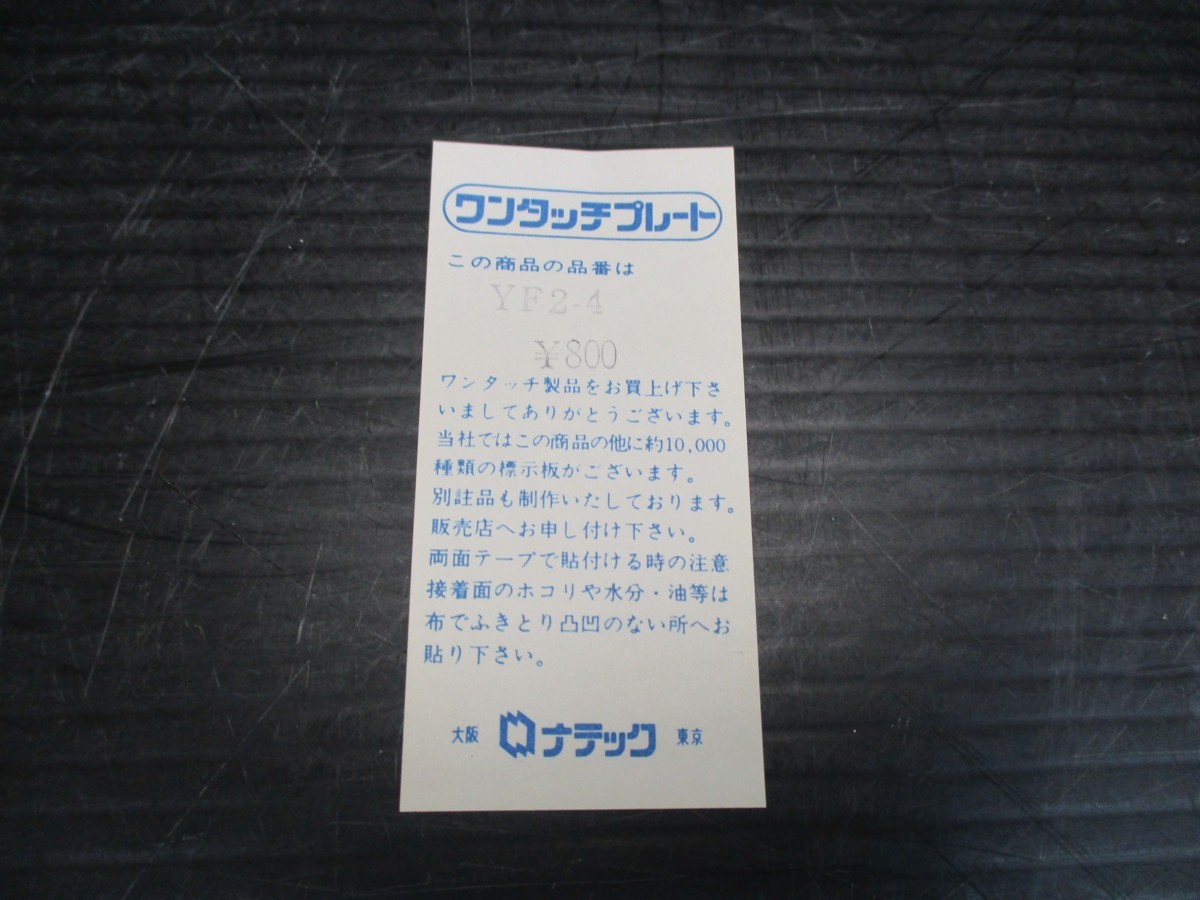 ワンタッチプレート
この商品の品番は
YF2-4
¥800
ワンタッチ製品をお買上げ下さ
いましてありがとうございます。
当社ではこの商品の他に約10,000
種類の標示板がございます。
別註品も制作いたしております。
販売店へお申し付け下さい。
両面テープで貼付ける時の注意
接着面のホコリや水分・油等は
布でふきとり凸凹のない所へお
貼り下さい。
大阪 ナテック 東京